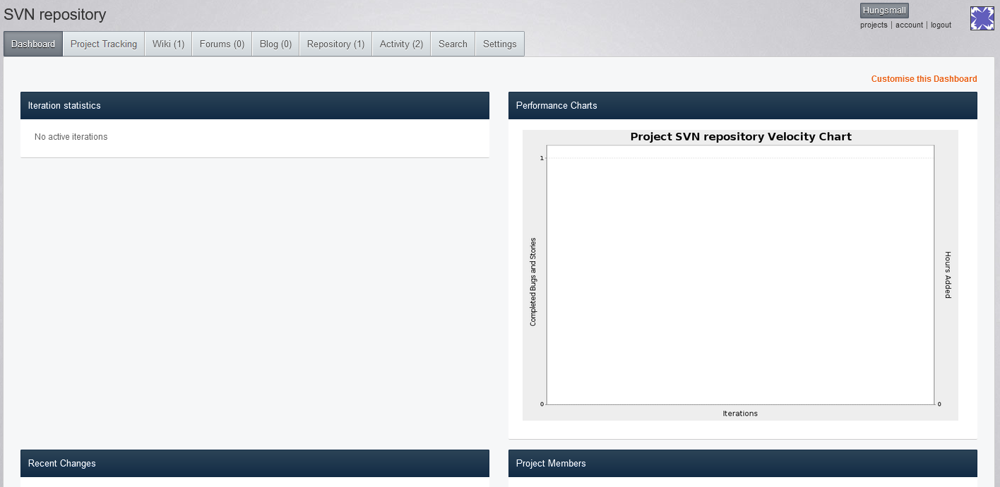 SVN repository
Hungsmall
projects | account | logout
Dashboard Project Tracking Wiki (1) Forums (0) Blog (0) Repository (1) Activity (2) Search Settings
Customise this Dashboard
Iteration statistics
No active iterations
Performance Charts
Project SVN repository Velocity Chart
1
Completed Bugs and Stories
Hours Added
0
0
Iterations
Recent Changes
Project Members